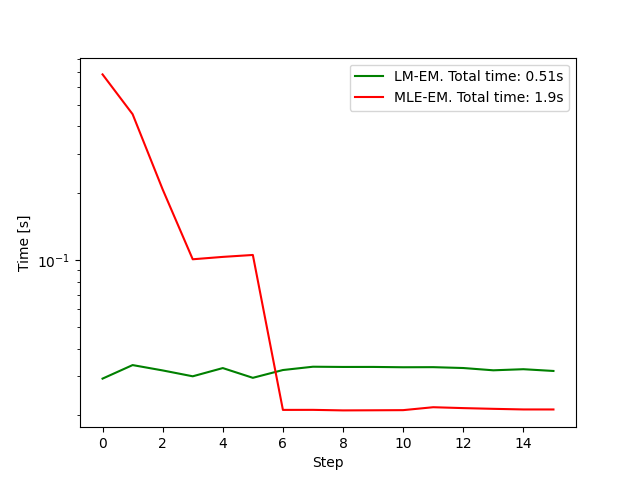 LM-EM. Total time: 0.51s
MLE-EM. Total time: 1.9s
Time [s]
10⁻¹
0 2 4 6 8 10 12 14
Step